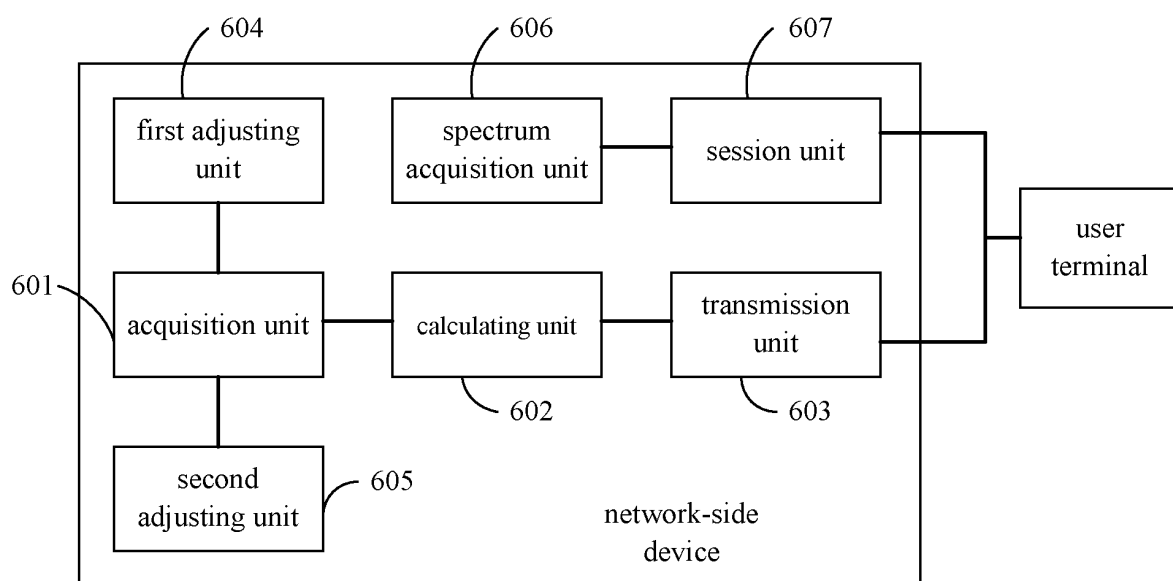 604
606
607
first adjusting
unit
spectrum
acquisition unit
session unit
user
terminal
601
acquisition unit
calculating unit
transmission
unit
602
603
second
adjusting unit
605
network-side
device